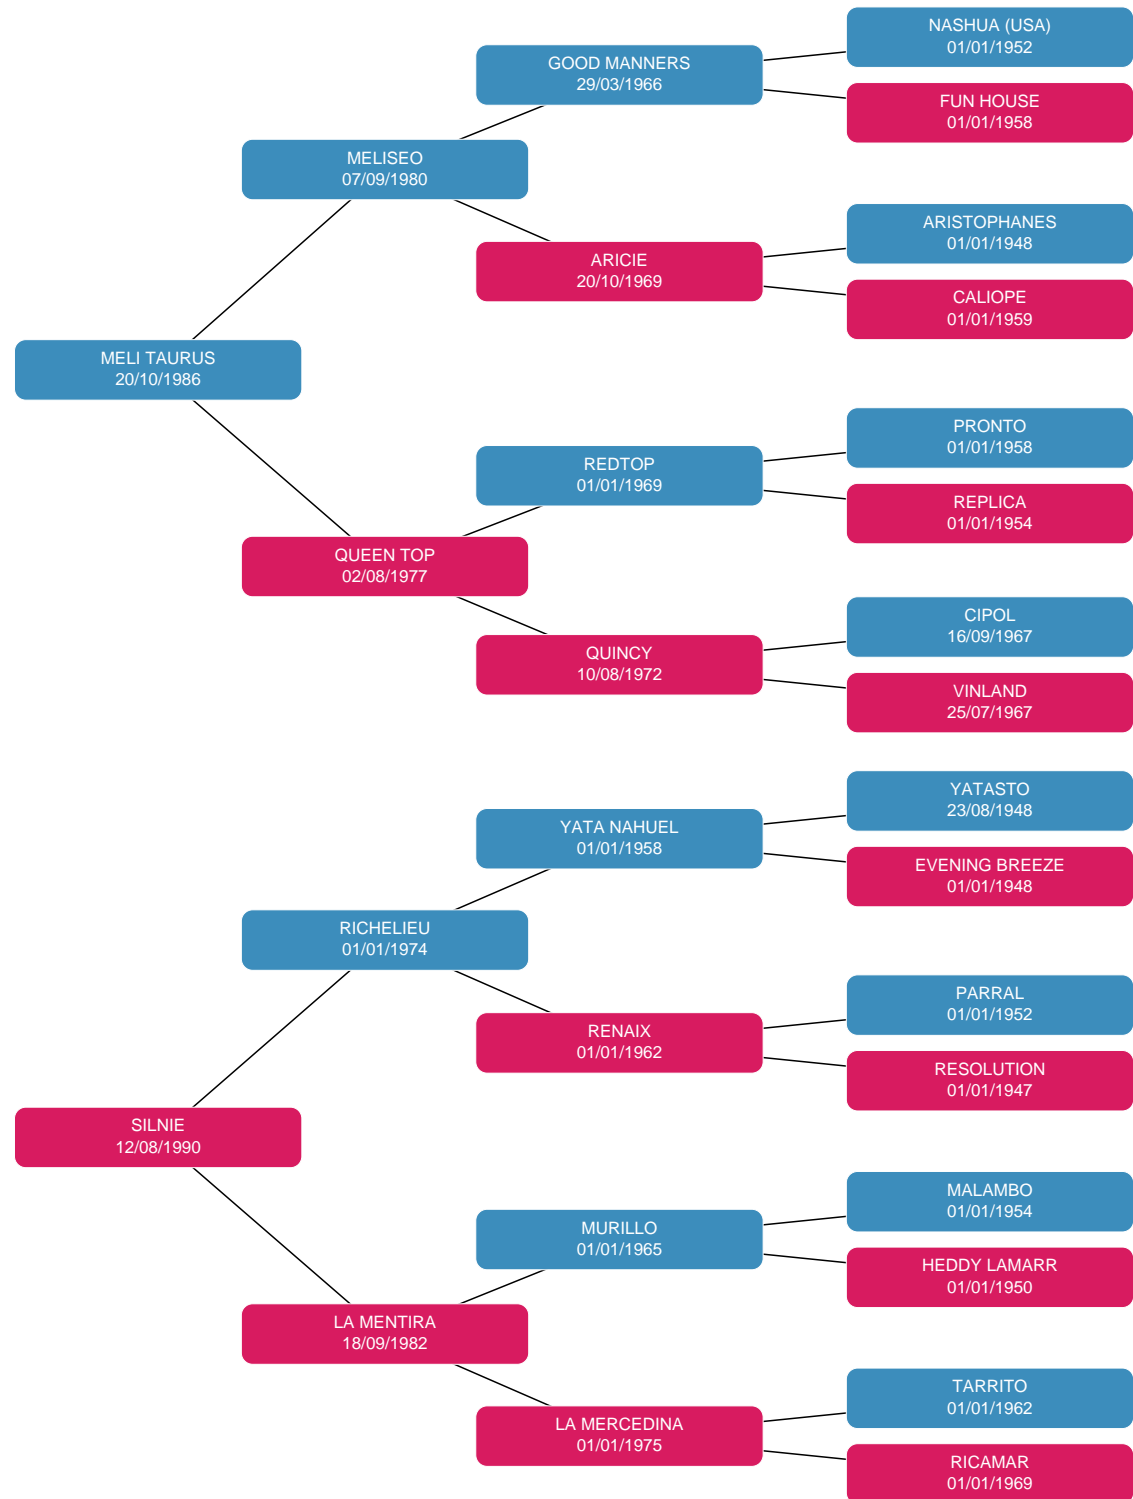 NASHUA (USA)
01/01/1952
GOOD MANNERS
29/03/1966
FUN HOUSE
01/01/1958
MELISEO
07/09/1980
ARISTOPHANES
01/01/1948
ARICIE
20/10/1969
CALIOPE
01/01/1959
MELI TAURUS
20/10/1986
PRONTO
01/01/1958
REDTOP
01/01/1969
REPLICA
01/01/1954
QUEEN TOP
02/08/1977
CIPOL
16/09/1967
QUINCY
10/08/1972
VINLAND
25/07/1967
YATASTO
23/08/1948
YATA NAHUEL
01/01/1958
EVENING BREEZE
01/01/1948
RICHELIEU
01/01/1974
PARRAL
01/01/1952
RENAIX
01/01/1962
RESOLUTION
01/01/1947
SILNIE
12/08/1990
MALAMBO
01/01/1954
MURILLO
01/01/1965
HEDDY LAMARR
01/01/1950
LA MENTIRA
18/09/1982
TARRITO
01/01/1962
LA MERCEDINA
01/01/1975
RICAMAR
01/01/1969